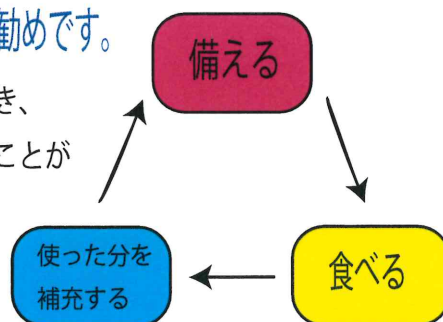 勧めです。
き、
ことが
備える
食べる
使った分を
補充する